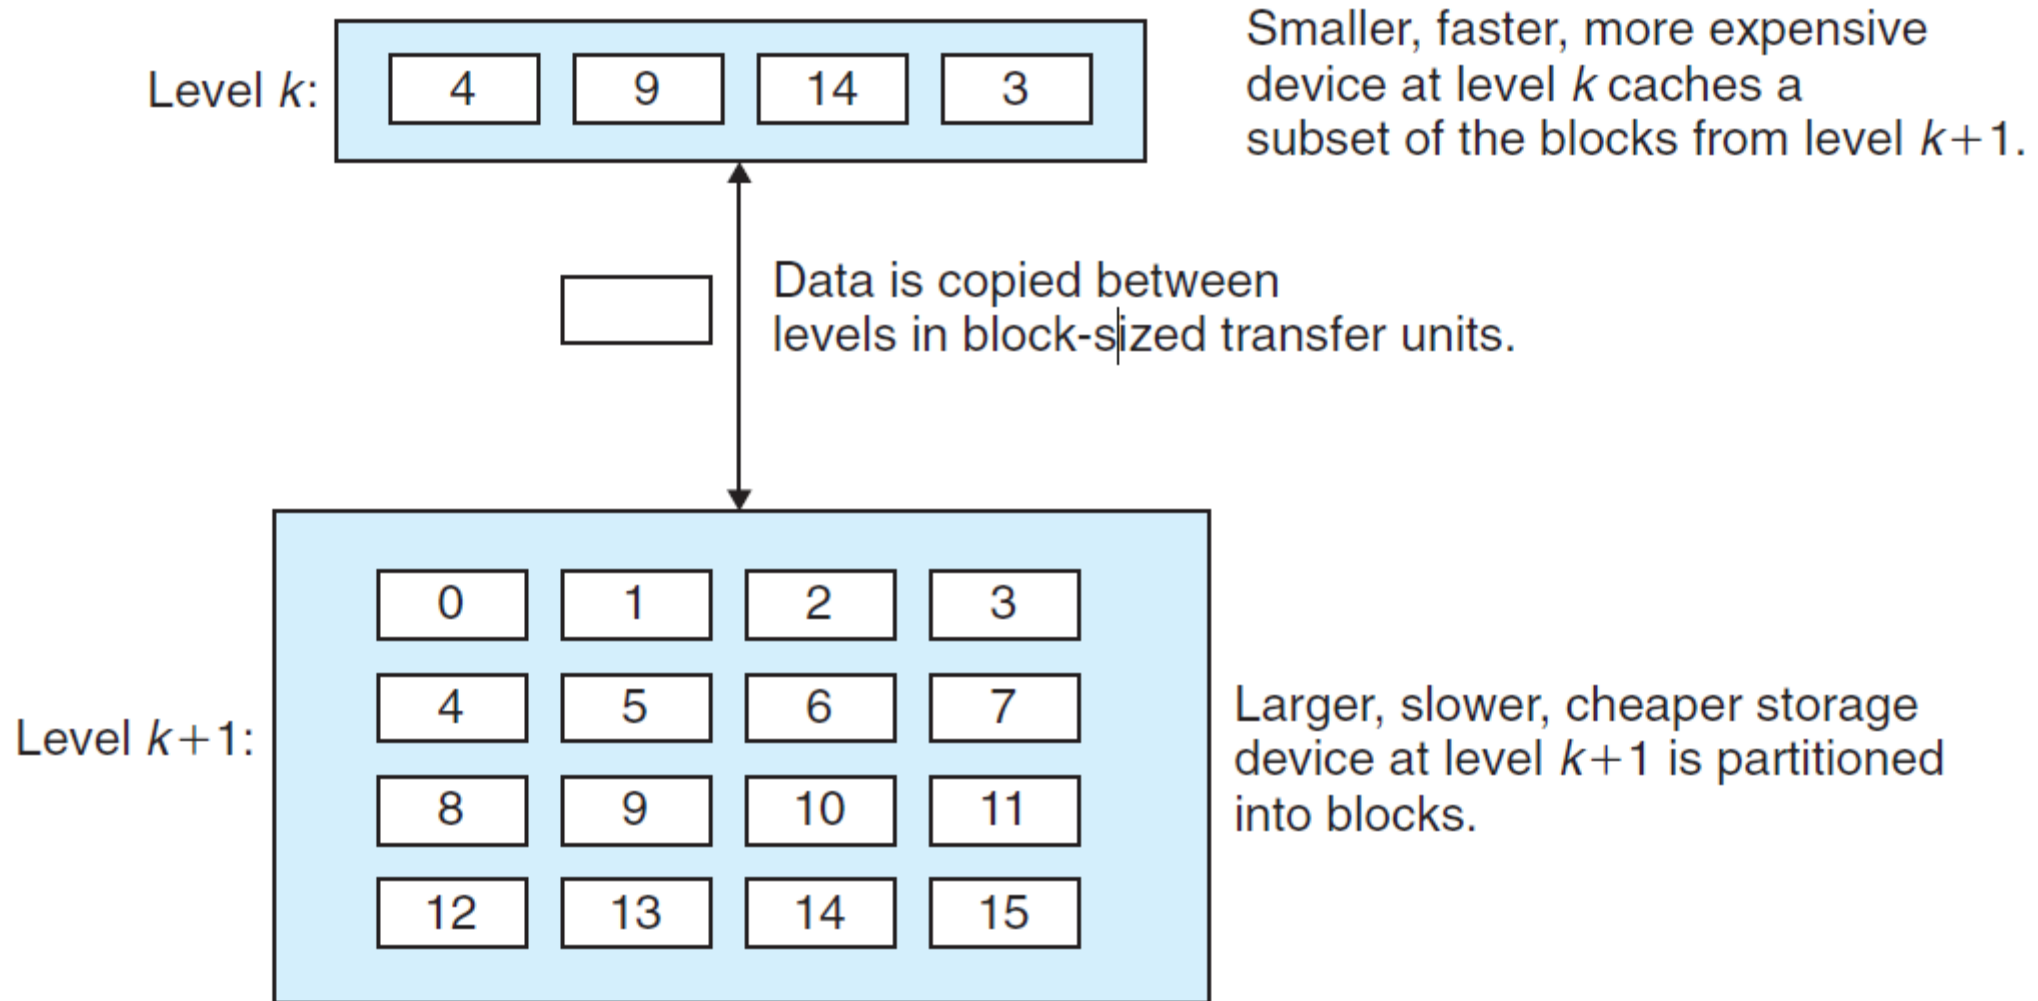 Level k:
4 9 14 3
Smaller, faster, more expensive
device at level k caches a
subset of the blocks from level k+1.
Data is copied between
levels in block-sized transfer units.
Level k+1:
0 1 2 3
4 5 6 7
8 9 10 11
12 13 14 15
Larger, slower, cheaper storage
device at level k+1 is partitioned
into blocks.